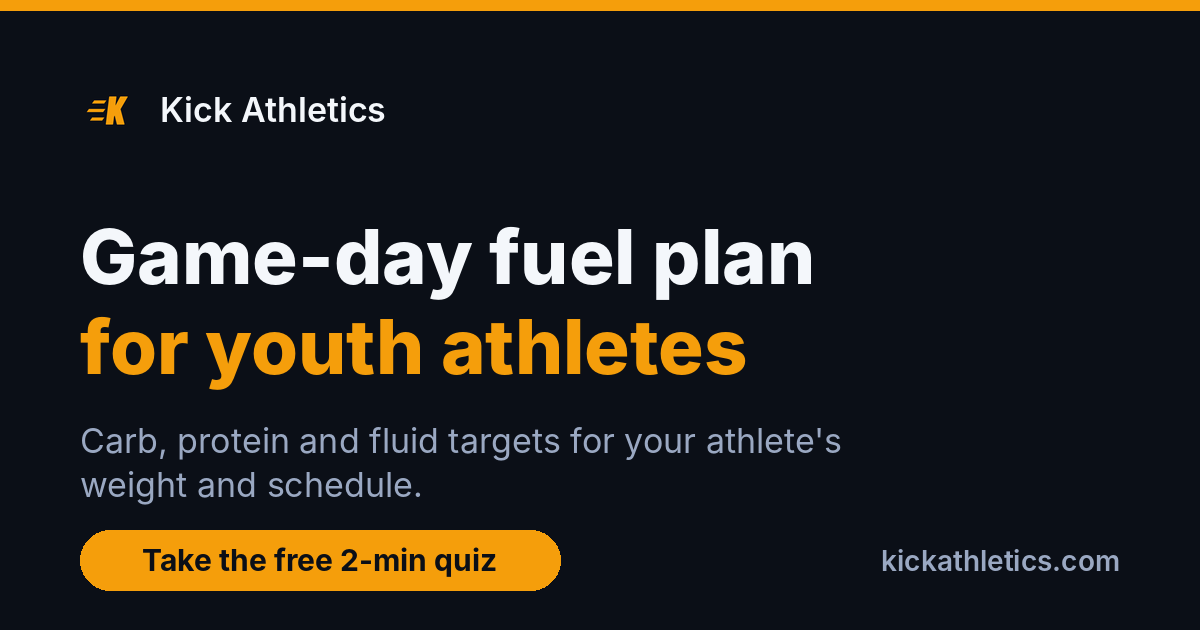 K
Kick Athletics
Game-day fuel plan
for youth athletes
Carb, protein and fluid targets for your athlete's
weight and schedule.
Take the free 2-min quiz
kickathletics.com